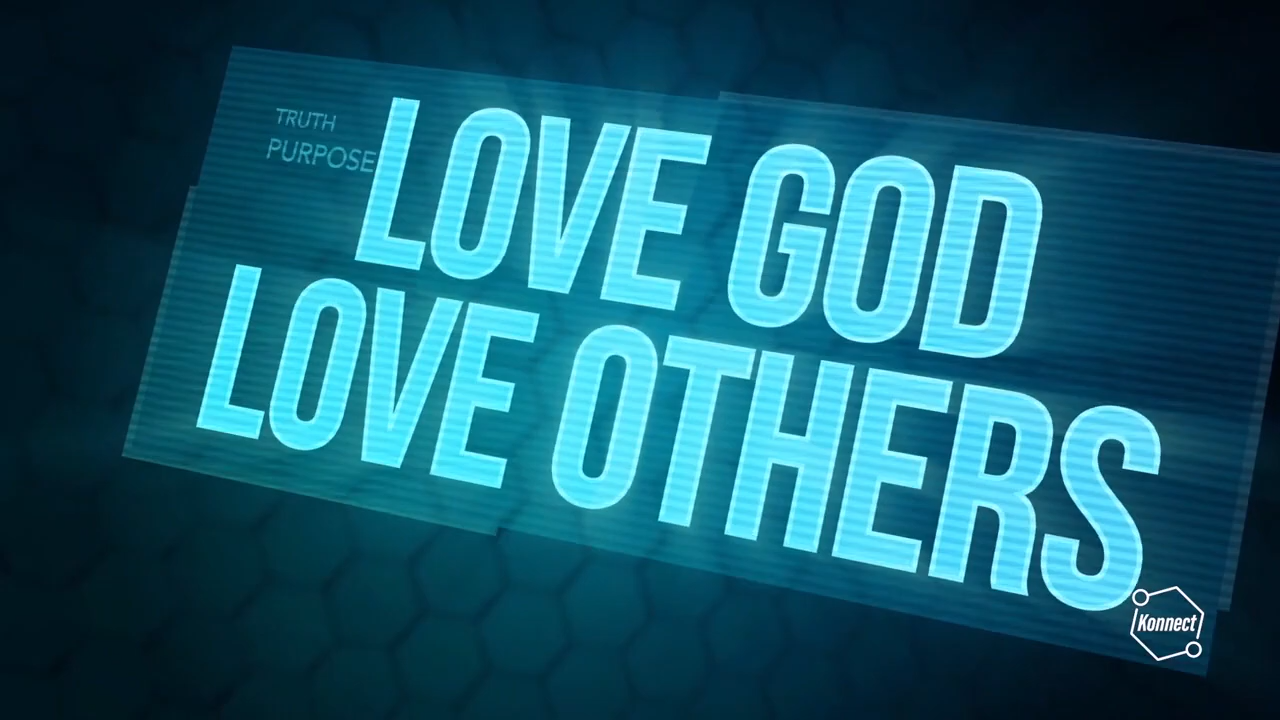 TRUTH
PURPOSE
LOVE GOD
LOVE OTHERS
Konnect